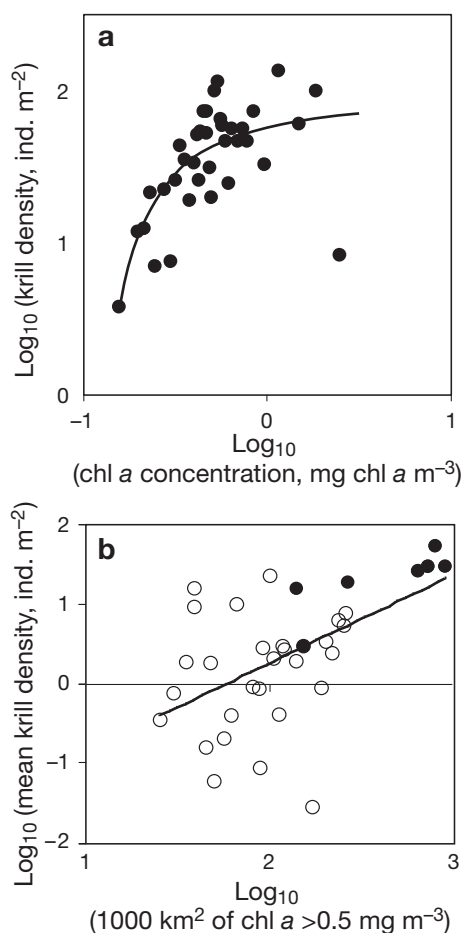 a
2
1
0
−1
0
1
Log₁₀ (krill density, ind. m⁻²)
Log₁₀
(chl a concentration, mg chl a m⁻³)
b
2
1
0
−1
−2
1
2
3
Log₁₀ (mean krill density, ind. m⁻²)
Log₁₀
(1000 km² of chl a >0.5 mg m⁻³)